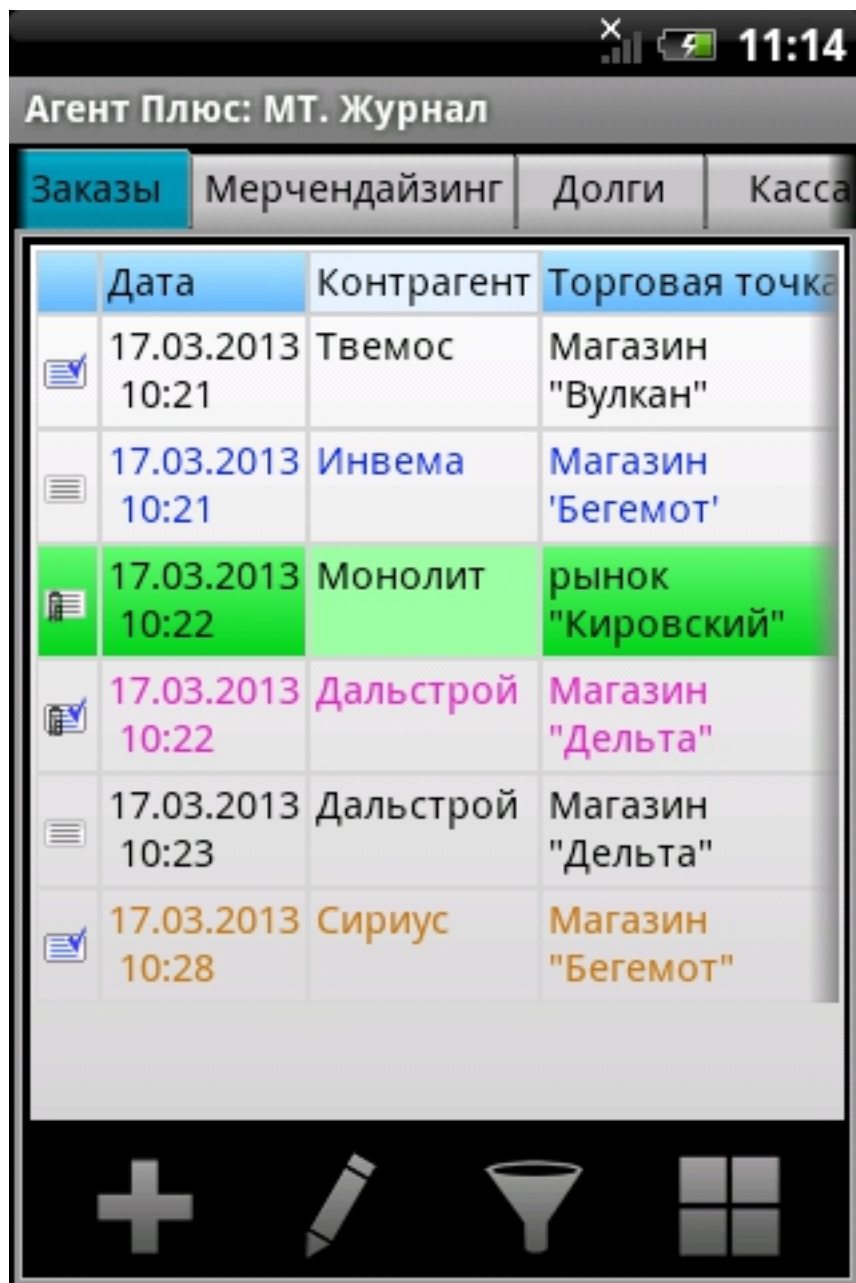 11:14
Агент Плюс: МТ. Журнал
Заказы Мерчендайзинг Долги Касса
Дата Контрагент Торговая точка
17.03.2013 Твемос Магазин
10:21 "Вулкан"
17.03.2013 Инвема Магазин
10:21 'Бегемот'
17.03.2013 Монолит рынок
10:22 "Кировский"
17.03.2013 Дальстрой Магазин
10:22 "Дельта"
17.03.2013 Дальстрой Магазин
10:23 "Дельта"
17.03.2013 Сириус Магазин
10:28 "Бегемот"